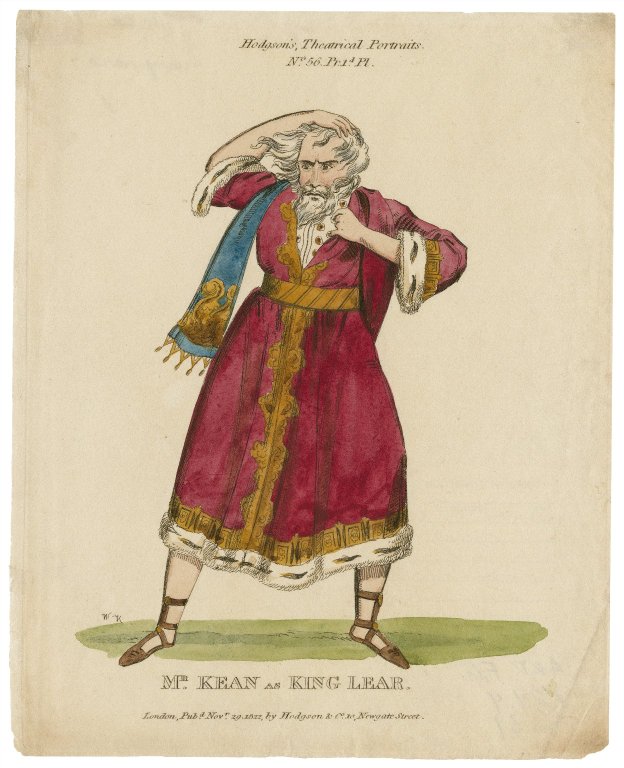 Hodgson's, Theatrical Portraits.
No. 56. Pr. 1d Pl.
W K
Mr. KEAN AS KING LEAR.
London, Pubd. Novr. 29. 1822, by Hodgson & Co. 10, Newgate Street.